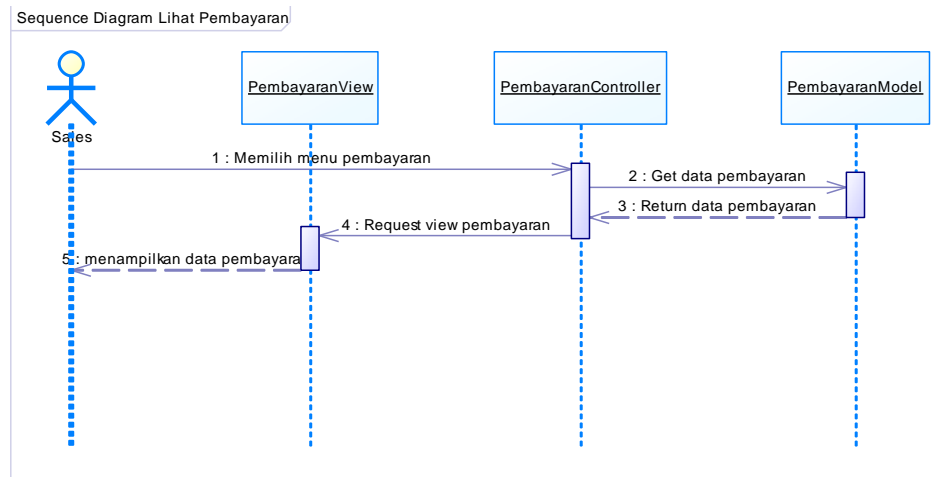 Sequence Diagram Lihat Pembayaran
PembayaranView
PembayaranController
PembayaranModel
Sales
1 : Memilih menu pembayaran
2 : Get data pembayaran
3 : Return data pembayaran
4 : Request view pembayaran
5 : menampilkan data pembayara